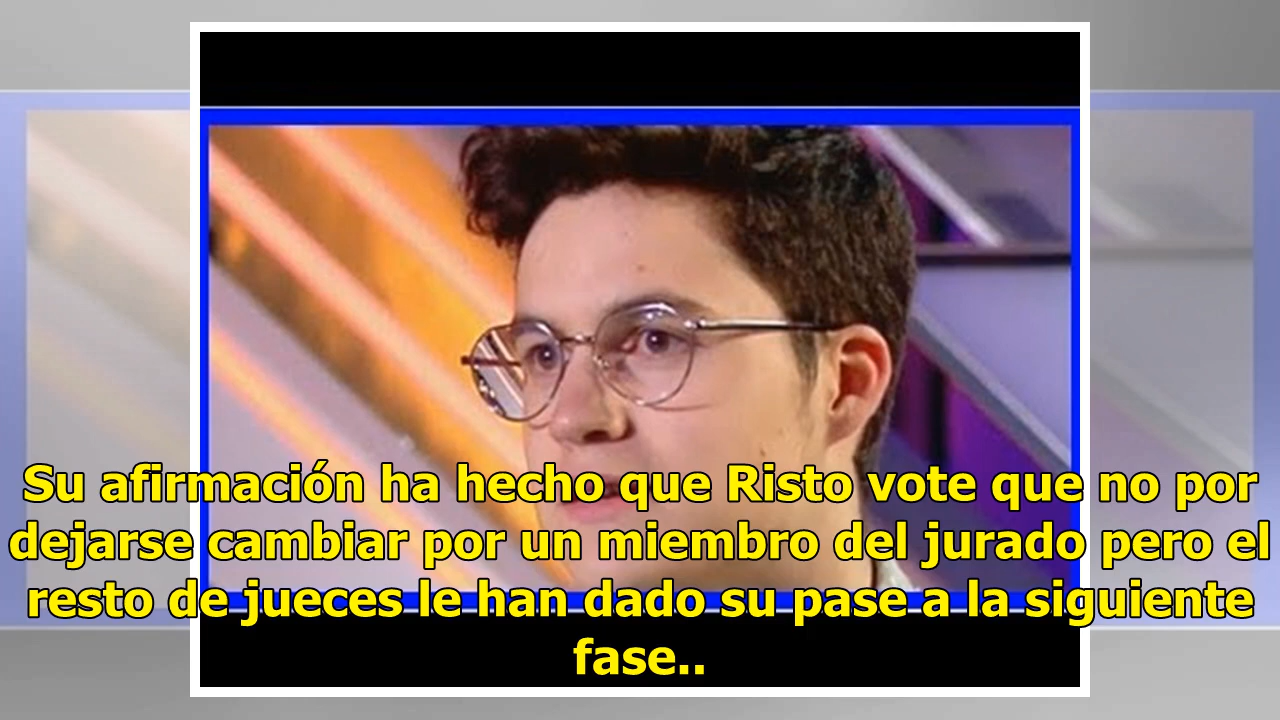 Su afirmación ha hecho que Risto vote que no por
dejarse cambiar por un miembro del jurado pero el
resto de jueces le han dado su pase a la siguiente
fase..